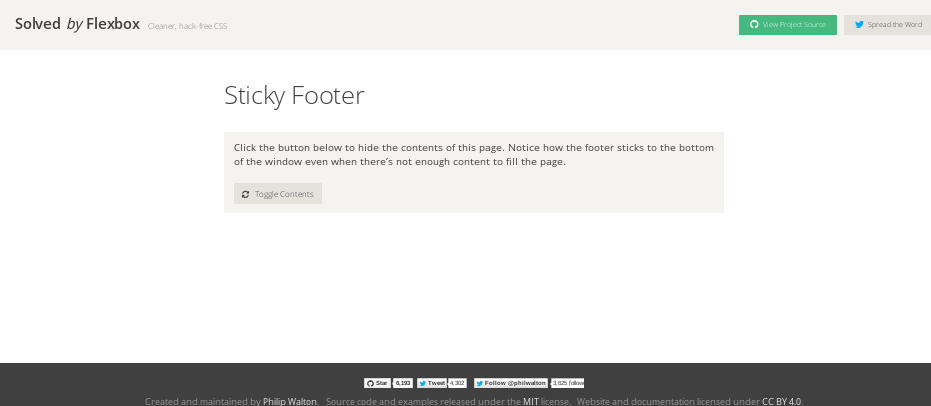 Solved by Flexbox Cleaner, hack-free CSS
View Project Source
Spread the Word
Sticky Footer
Click the button below to hide the contents of this page. Notice how the footer sticks to the bottom
of the window even when there's not enough content to fill the page.
Toggle Contents
Star 6,193 Tweet 4,302 Follow @philwalton 3,625 follow
Created and maintained by Philip Walton. Source code and examples released under the MIT license. Website and documentation licensed under CC BY 4.0.